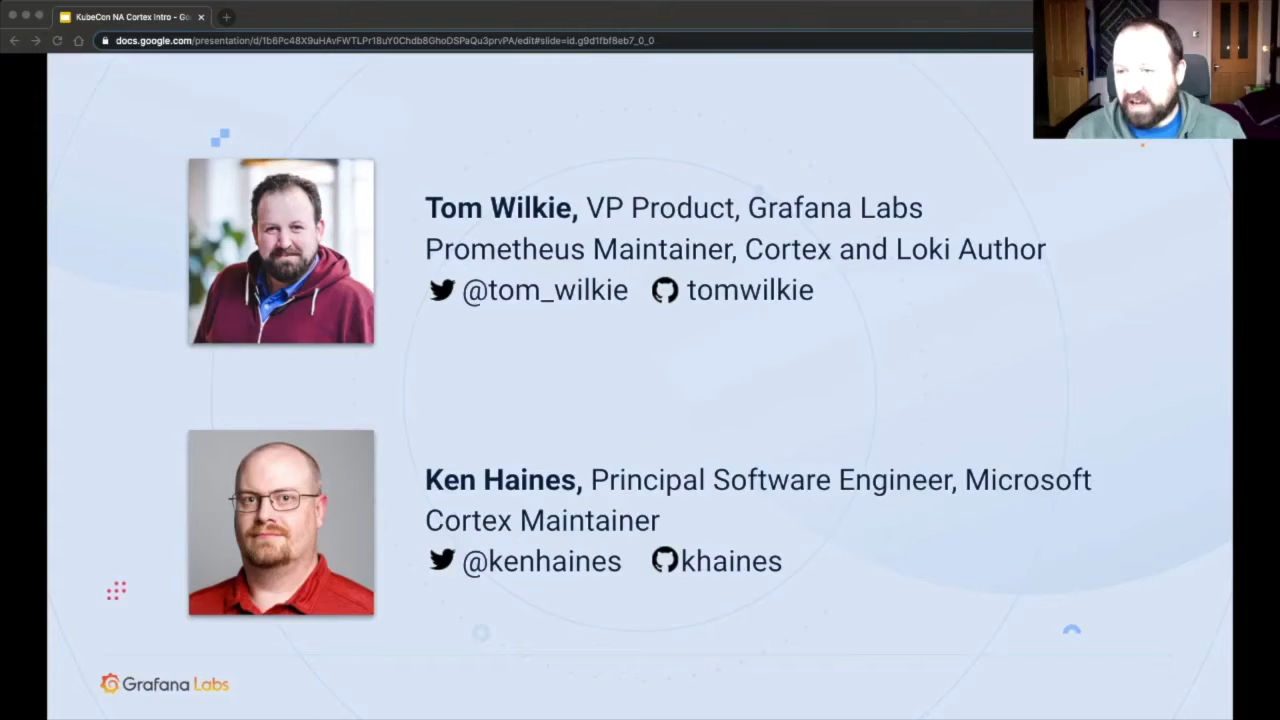 KubeCon NA Cortex Intro - Go
docs.google.com/presentation/d/1b6Pc48X9uHAvFWTLPr18uY0Chdb8GhoDSPaQu3prvPA/edit#slide=id.g9d1fbf8eb7_0_0
Tom Wilkie, VP Product, Grafana Labs
Prometheus Maintainer, Cortex and Loki Author
@tom_wilkie tomwilkie
Ken Haines, Principal Software Engineer, Microsoft
Cortex Maintainer
@kenhaines khaines
Grafana Labs